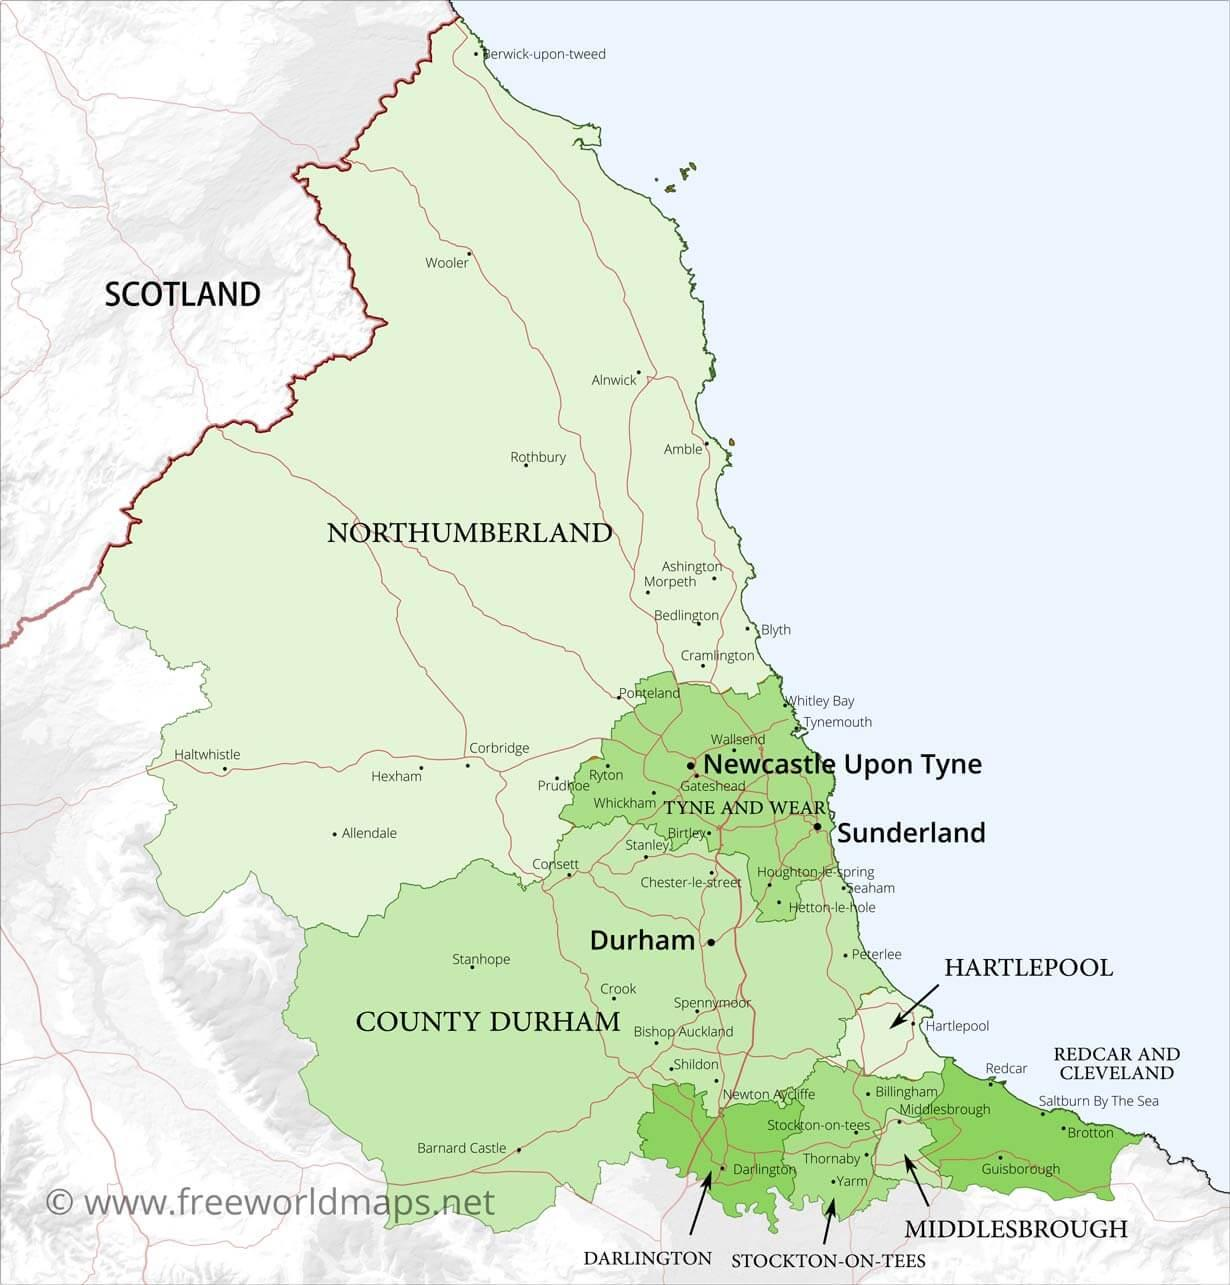 Berwick-upon-tweed
Wooler
SCOTLAND
Alnwick
Amble
Rothbury
NORTHUMBERLAND
Ashington
Morpeth
Bedlington
Blyth
Cramlington
Ponteland
Whitley Bay
Tynemouth
Wallsend
Haltwhistle
Corbridge
Newcastle Upon Tyne
Hexham
Prudhoe
Ryton
Gateshead
Whickham
TYNE AND WEAR
Allendale
Birtley
Sunderland
Stanley
Consett
Chester-le-street
Houghton-le-spring
Seaham
Hetton-le-hole
Durham
Stanhope
Peterlee
HARTLEPOOL
Crook
Spennymoor
COUNTY DURHAM
Hartlepool
Bishop Auckland
REDCAR AND
CLEVELAND
Shildon
Redcar
Newton Aycliffe
Billingham
Saltburn By The Sea
Middlesbrough
Stockton-on-tees
Brotton
Barnard Castle
Thornaby
Darlington
Guisborough
Yarm
© www.freeworldmaps.net
MIDDLESBROUGH
DARLINGTON
STOCKTON-ON-TEES